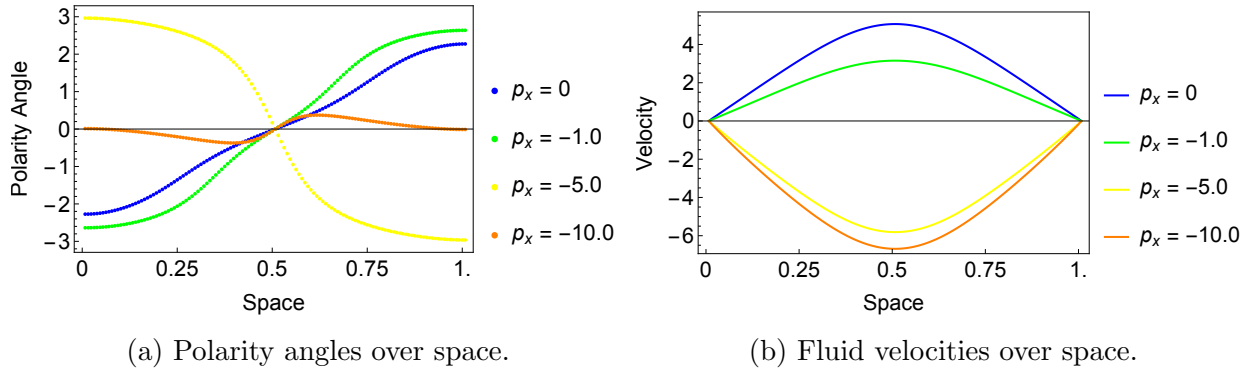 3
2
1
0
−1
−2
−3
Polarity Angle
0
0.25
0.5
0.75
1.
Space
p_x = 0
p_x = −1.0
p_x = −5.0
p_x = −10.0
(a) Polarity angles over space.
4
2
0
−2
−4
−6
Velocity
0
0.25
0.5
0.75
1.
Space
p_x = 0
p_x = −1.0
p_x = −5.0
p_x = −10.0
(b) Fluid velocities over space.